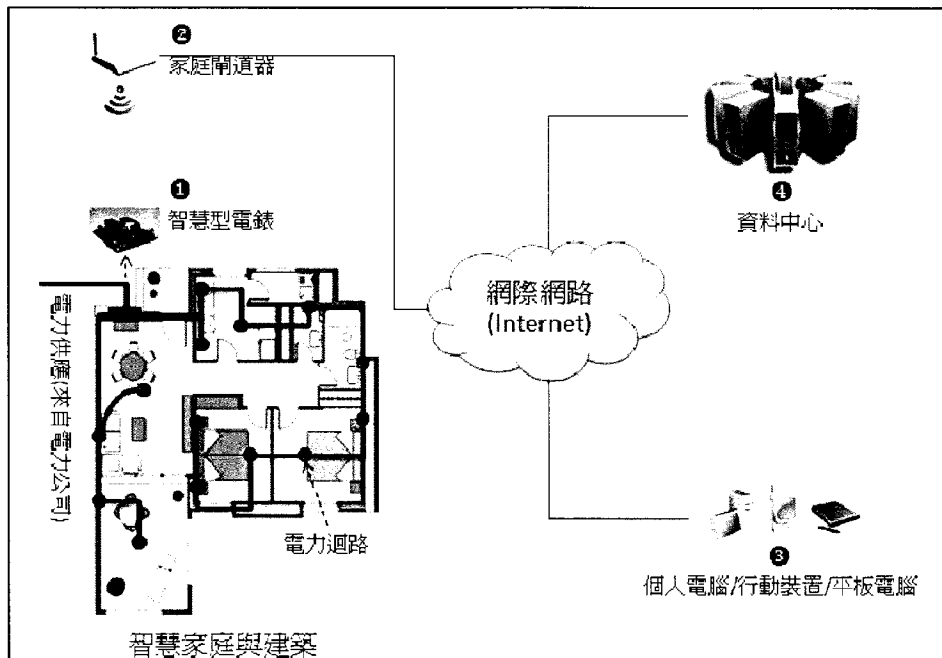 ❷
家庭閘道器
❶
智慧型電錶
電力供應(來自電力公司)
電力迴路
智慧家庭與建築
網際網路
(Internet)
❹
資料中心
❸
個人電腦/行動裝置/平板電腦